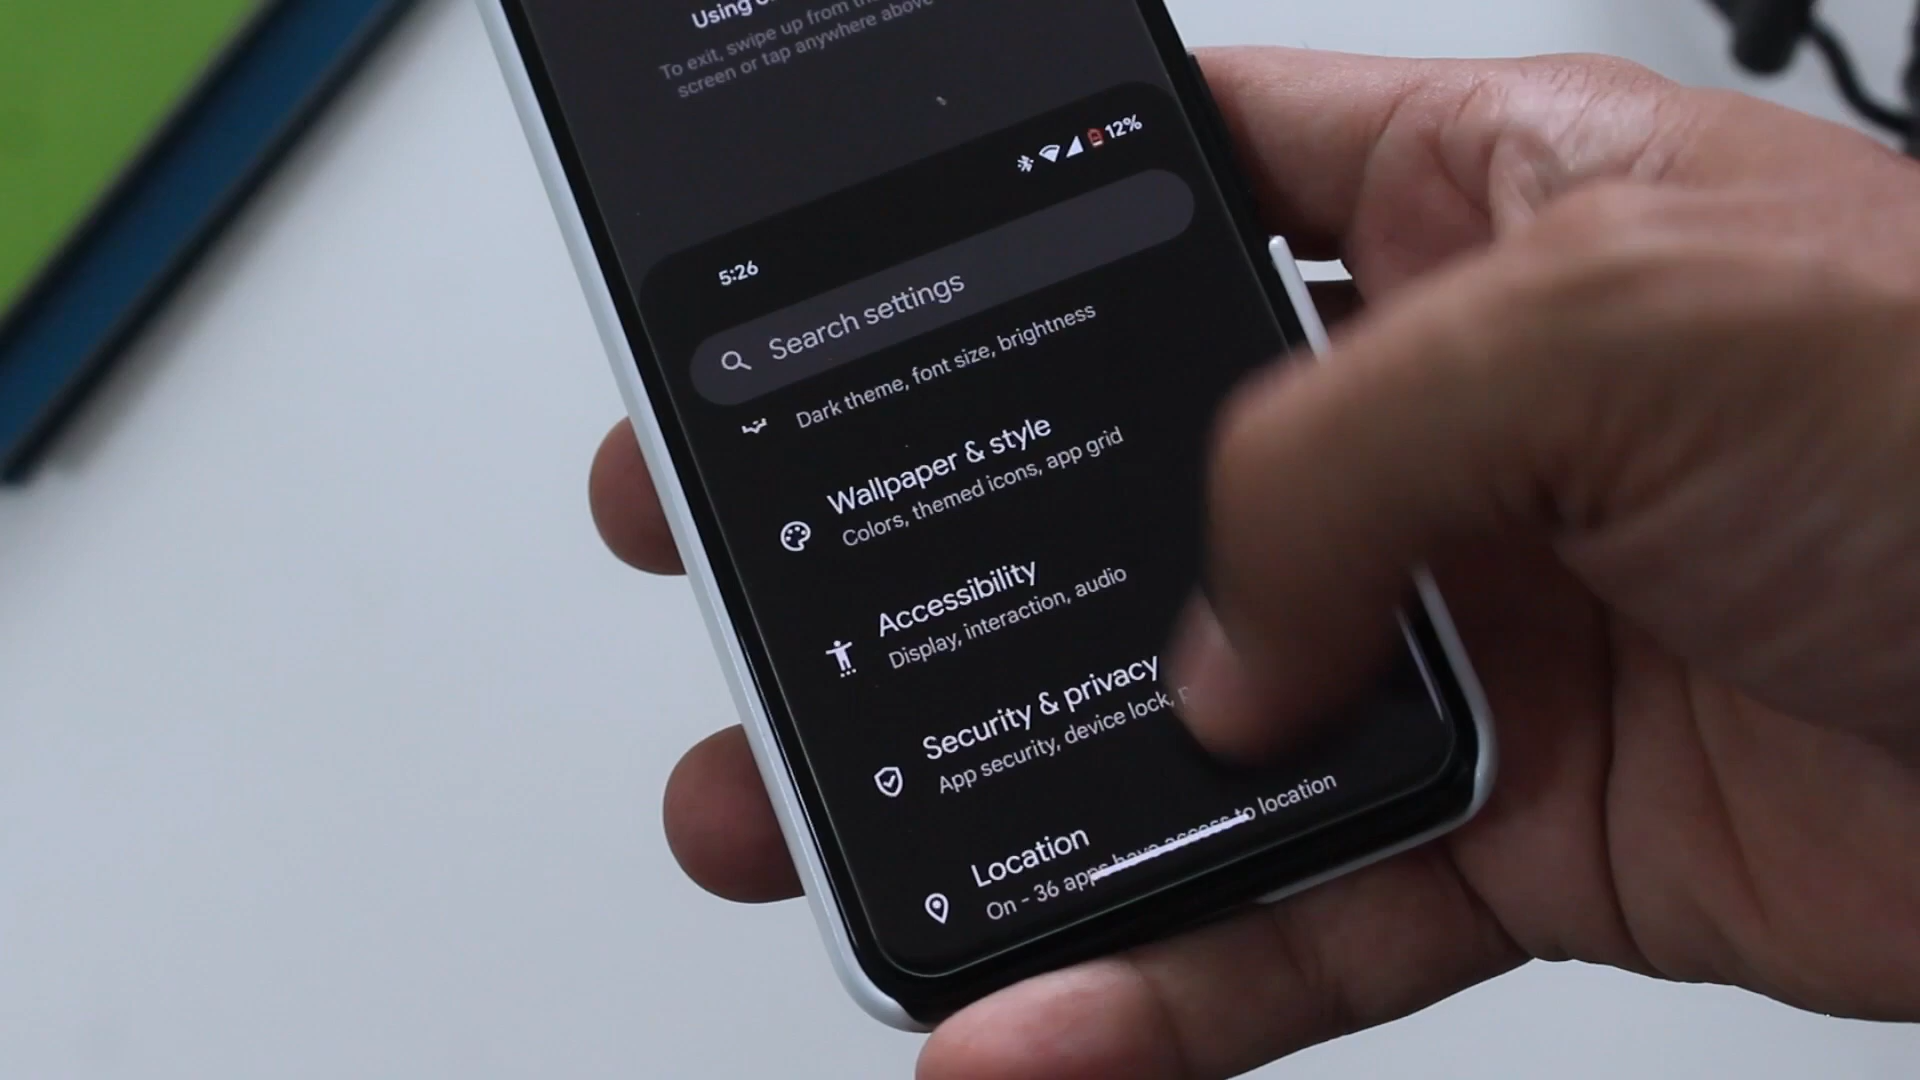 Using
To exit, swipe up from the
screen or tap anywhere above
5:26
12%
Search settings
Dark theme, font size, brightness
Wallpaper & style
Colors, themed icons, app grid
Accessibility
Display, interaction, audio
Security & privacy
App security, device lock,
Location
On - 36 apps have access to location